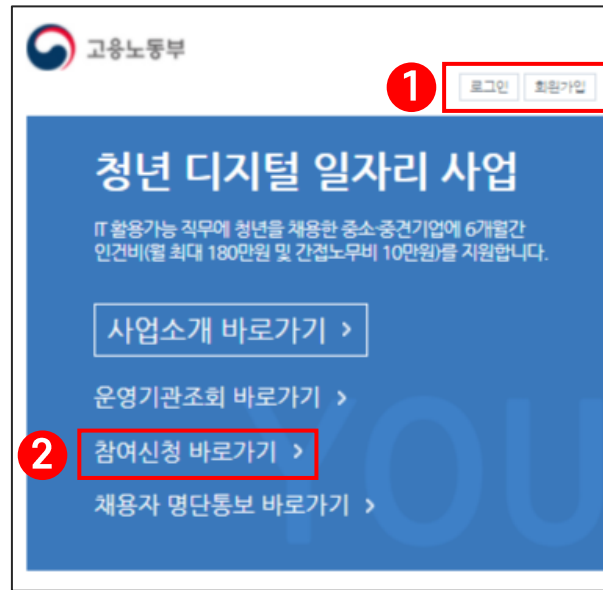 고용노동부
1
로그인 회원가입
청년 디지털 일자리 사업
IT 활용가능 직무에 청년을 채용한 중소·중견기업에 6개월간
인건비(월 최대 180만원 및 간접노무비 10만원)를 지원합니다.
사업소개 바로가기 >
운영기관조회 바로가기 >
2 참여신청 바로가기 >
채용자 명단통보 바로가기 >
YOU